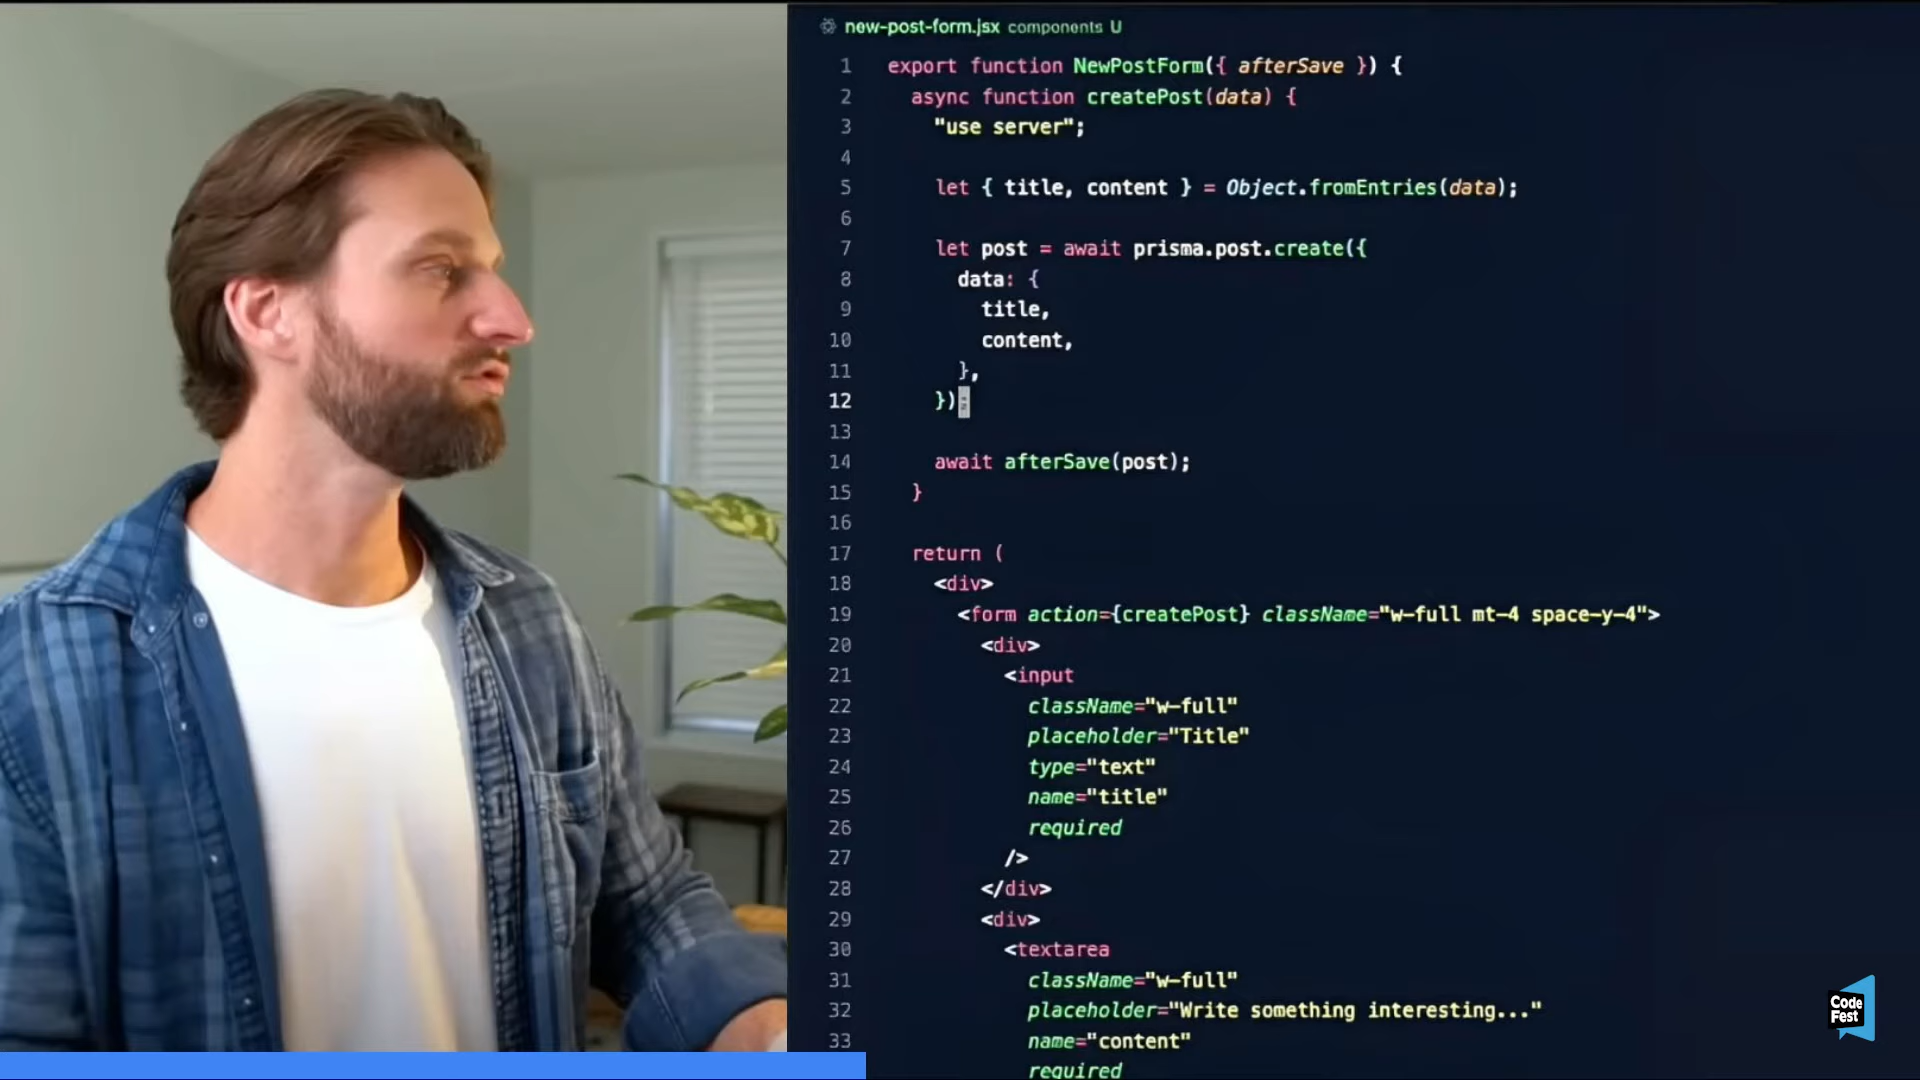 new-post-form.jsx components U
1 export function NewPostForm({ afterSave }) {
2 async function createPost(data) {
3 "use server";
4
5 let { title, content } = Object.fromEntries(data);
6
7 let post = await prisma.post.create({
8 data: {
9 title,
10 content,
11 },
12 });
13
14 await afterSave(post);
15 }
16
17 return (
18 <div>
19 <form action={createPost} className="w-full mt-4 space-y-4">
20 <div>
21 <input
22 className="w-full"
23 placeholder="Title"
24 type="text"
25 name="title"
26 required
27 />
28 </div>
29 <div>
30 <textarea
31 className="w-full"
32 placeholder="Write something interesting..."
33 name="content"
required
Code
Fest